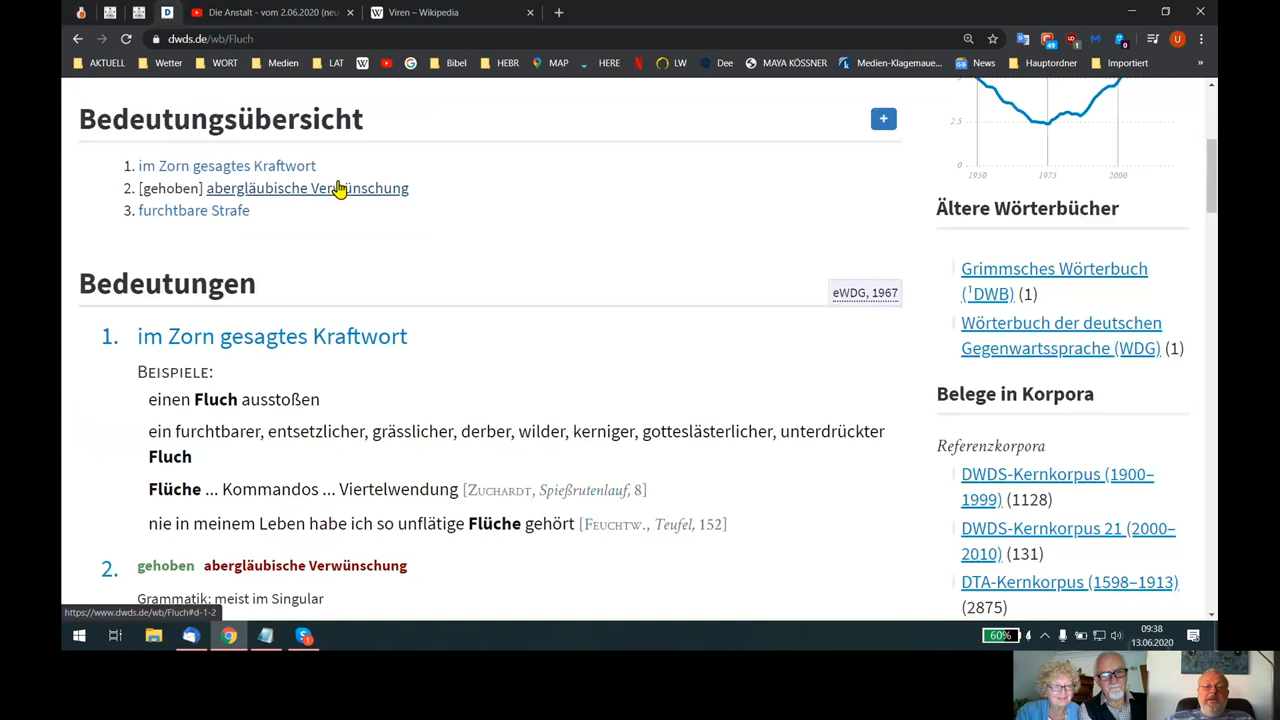 Die Anstalt - vom 2.06.2020 (neu
Viren – Wikipedia
dwds.de/wb/Fluch
49
1
0
U
AKTUELL
Wetter
WORT
Medien
LAT
W
Bibel
HEBR
MAP
HERE
LW
Dee
MAYA KÖSSNER
Medien-Klagemaue...
News
Hauptordner
Importiert
»
Bedeutungsübersicht
+
1. im Zorn gesagtes Kraftwort
2. [gehoben] abergläubische Verwünschung
3. furchtbare Strafe
Bedeutungen
eWDG, 1967
1. im Zorn gesagtes Kraftwort
BEISPIELE:
einen Fluch ausstoßen
ein furchtbarer, entsetzlicher, grässlicher, derber, wilder, kerniger, gotteslästerlicher, unterdrückter
Fluch
Flüche ... Kommandos ... Viertelwendung [ZUCHARDT, Spießrutenlauf, 8]
nie in meinem Leben habe ich so unflätige Flüche gehört [FEUCHTW., Teufel, 152]
2. gehoben abergläubische Verwünschung
Grammatik: meist im Singular
https://www.dwds.de/wb/Fluch#d-1-2
2.5
0
1950 1975 2000
Ältere Wörterbücher
Grimmsches Wörterbuch
(¹DWB) (1)
Wörterbuch der deutschen
Gegenwartssprache (WDG) (1)
Belege in Korpora
Referenzkorpora
DWDS-Kernkorpus (1900–
1999) (1128)
DWDS-Kernkorpus 21 (2000–
2010) (131)
DTA-Kernkorpus (1598–1913)
(2875)
60%
09:38
13.06.2020